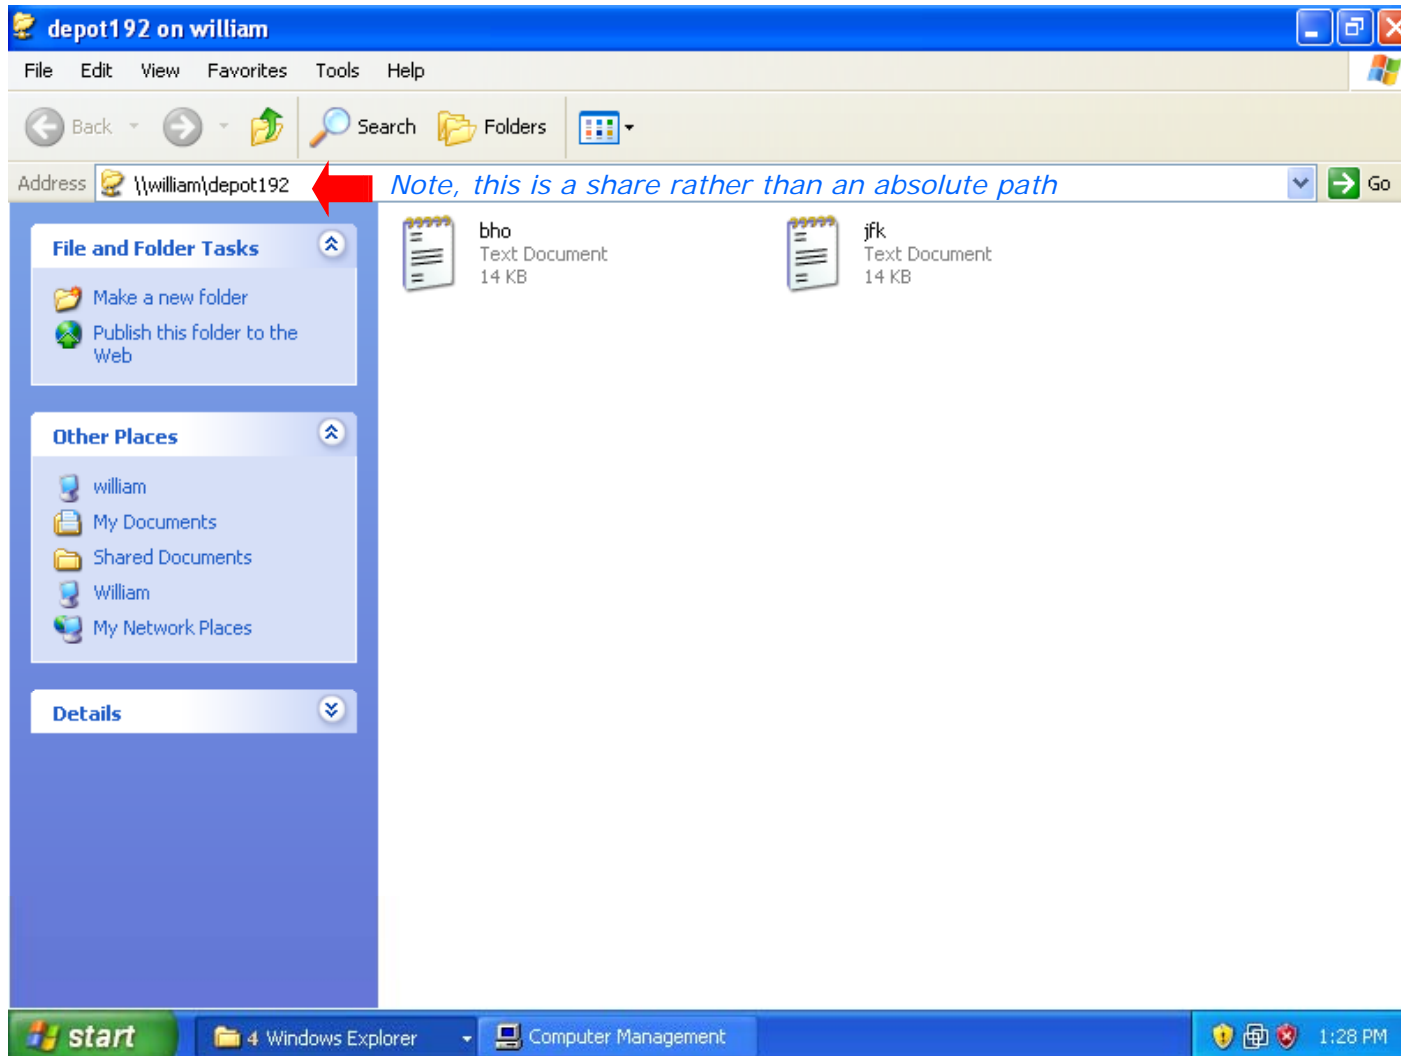 depot192 on william
File Edit View Favorites Tools Help
Back Search Folders
Address \\william\depot192 Note, this is a share rather than an absolute path Go
File and Folder Tasks
Make a new folder
Publish this folder to the
Web
Other Places
william
My Documents
Shared Documents
William
My Network Places
Details
bho
Text Document
14 KB
jfk
Text Document
14 KB
start 4 Windows Explorer Computer Management 1:28 PM